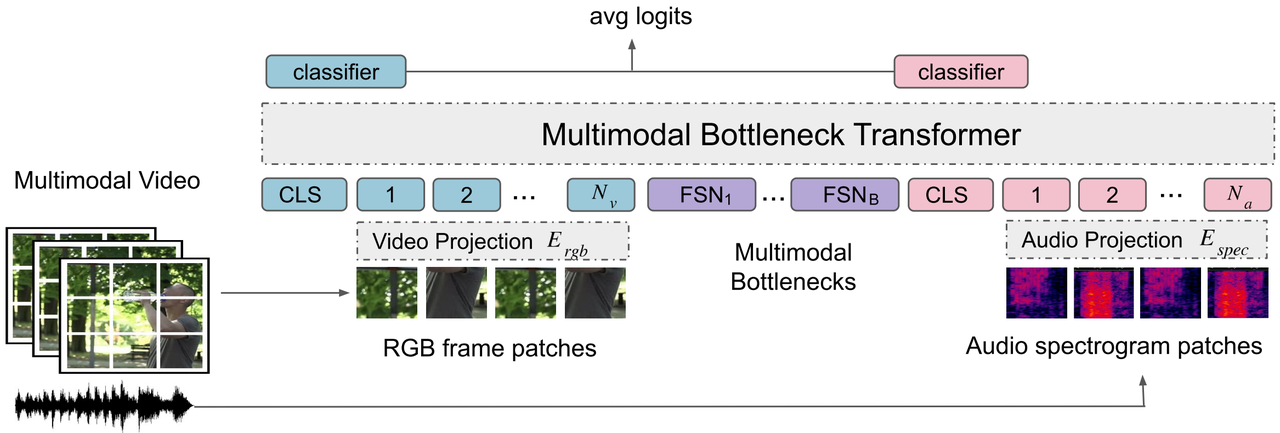 avg logits
classifier
classifier
Multimodal Bottleneck Transformer
Multimodal Video
CLS 1 2 ... N_v FSN₁ ... FSN_B CLS 1 2 ... N_a
Video Projection E_rgb
Audio Projection E_spec
Multimodal
Bottlenecks
RGB frame patches
Audio spectrogram patches